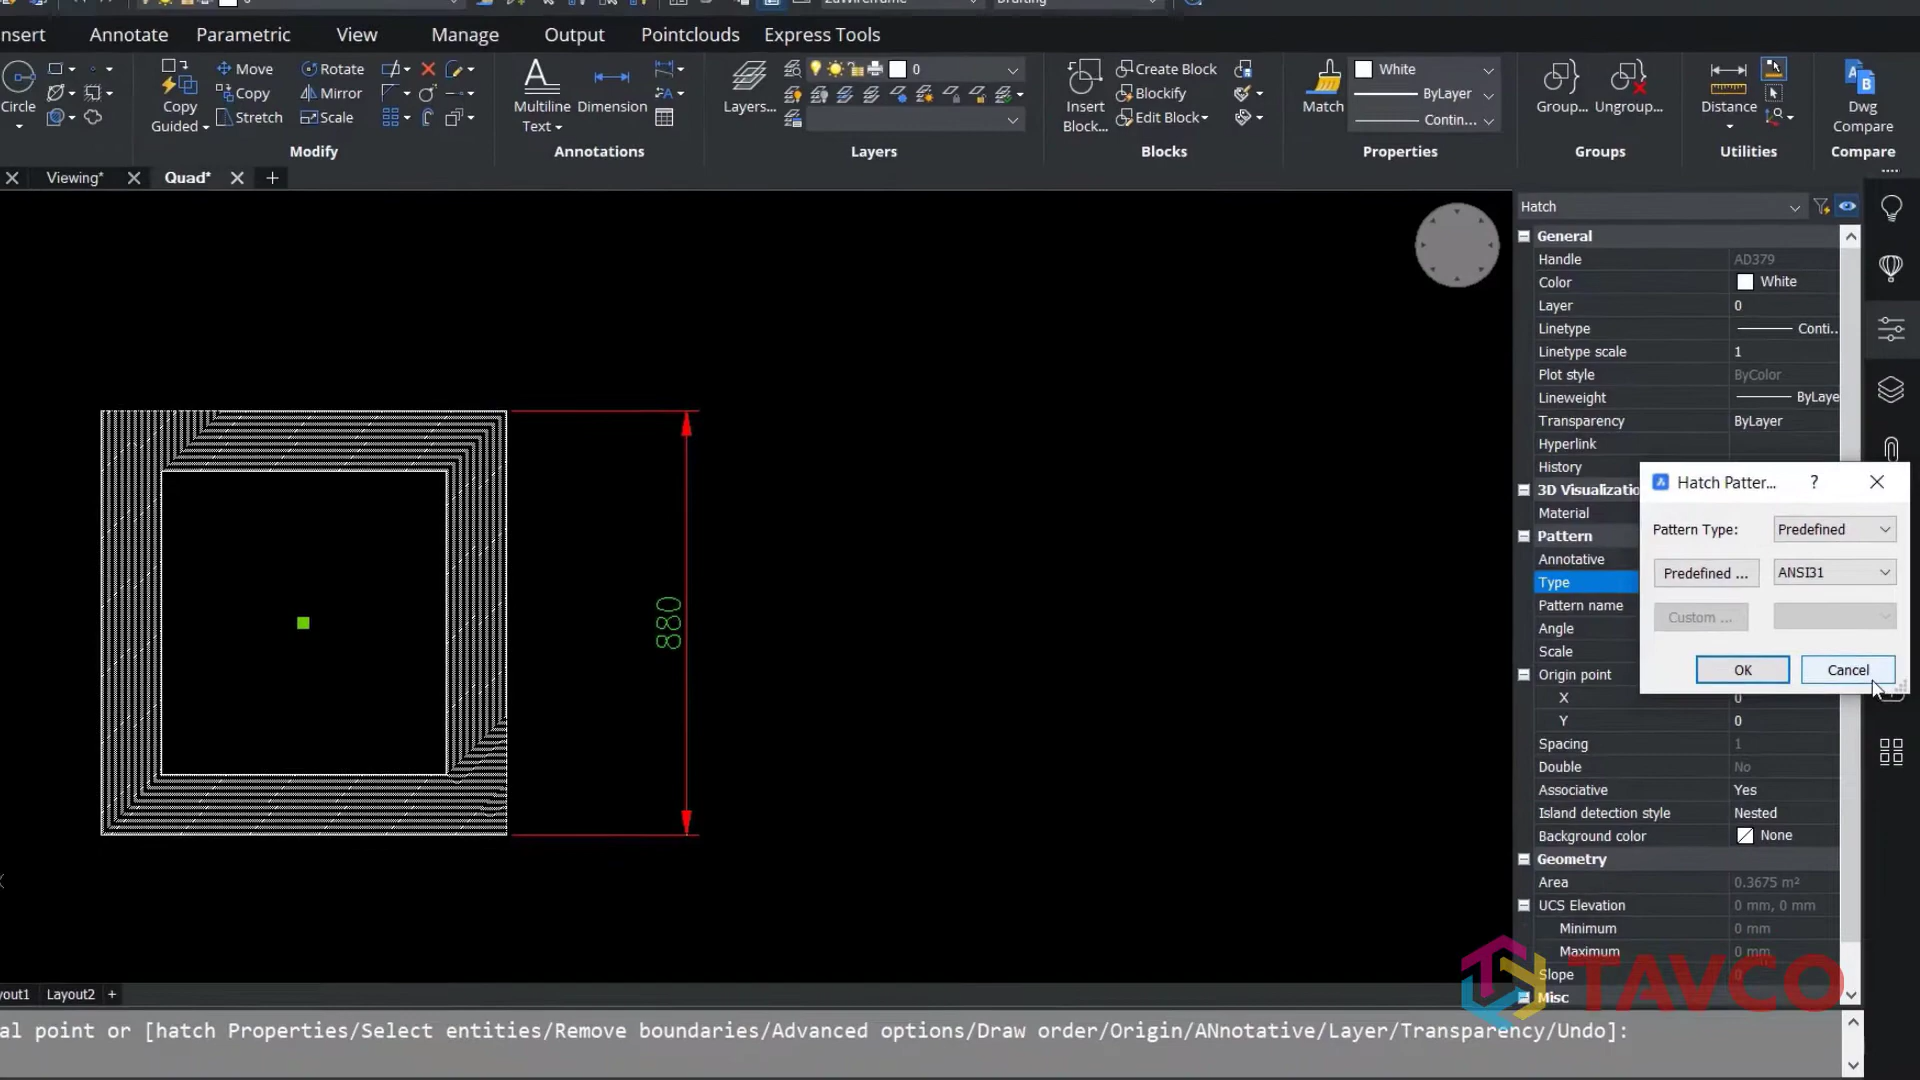 0
2dWireframe
Drafting
nsert
Annotate
Parametric
View
Manage
Output
Pointclouds
Express Tools
Circle
Copy
Guided
Move
Copy
Stretch
Rotate
Mirror
Scale
Modify
Multiline
Text
Dimension
Annotations
Layers...
0
Layers
Insert
Block...
Create Block
Blockify
Edit Block
Blocks
Match
White
ByLayer
Contin...
Properties
Group...
Ungroup...
Groups
Distance
Utilities
Dwg
Compare
Compare
Viewing*
Quad*
880
Hatch
General
Handle AD379
Color White
Layer 0
Linetype Conti..
Linetype scale 1
Plot style ByColor
Lineweight ByLaye
Transparency ByLayer
Hyperlink
History
3D Visualizatio
Material
Pattern
Annotative
Type
Pattern name
Angle
Scale
Origin point
X 0
Y 0
Spacing 1
Double No
Associative Yes
Island detection style Nested
Background color None
Geometry
Area 0.3675 m²
UCS Elevation 0 mm, 0 mm
Minimum 0 mm
Maximum 0 mm
Slope 0
Misc
Hatch Patter... ?
Pattern Type: Predefined
Predefined ... ANSI31
Custom ...
OK Cancel
TAVCO
yout1
Layout2
+
al point or [hatch Properties/Select entities/Remove boundaries/Advanced options/Draw order/Origin/ANnotative/Layer/Transparency/Undo]: